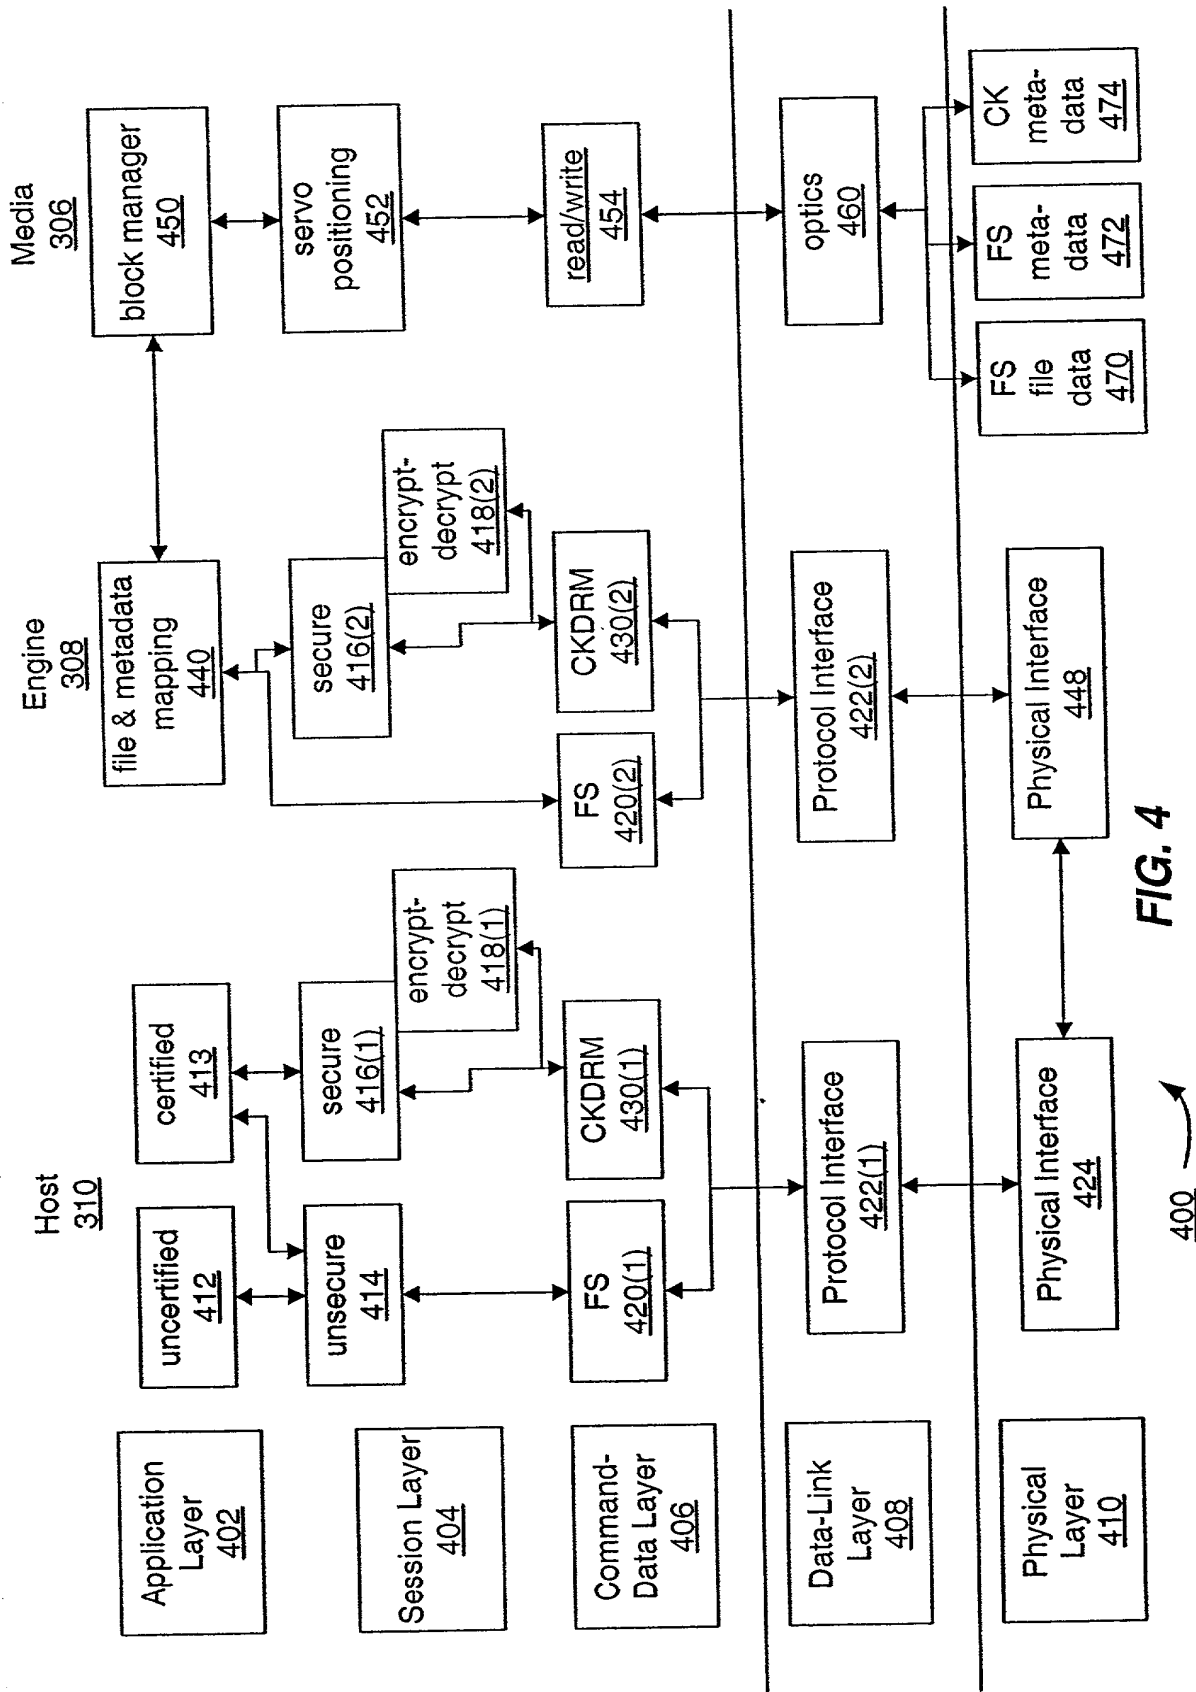 Host
310
Engine
308
Media
306
Application
Layer
402
uncertified
412
certified
413
file & metadata
mapping
440
block manager
450
Session Layer
404
unsecure
414
secure
416(1)
encrypt-
decrypt
418(1)
secure
416(2)
encrypt-
decrypt
418(2)
servo
positioning
452
Command-
Data Layer
406
FS
420(1)
CKDRM
430(1)
FS
420(2)
CKDRM
430(2)
read/write
454
Data-Link
Layer
408
Protocol Interface
422(1)
Protocol Interface
422(2)
optics
460
Physical
Layer
410
Physical Interface
424
Physical Interface
448
FS
file
data
470
FS
meta-
data
472
CK
meta-
data
474
400
FIG. 4